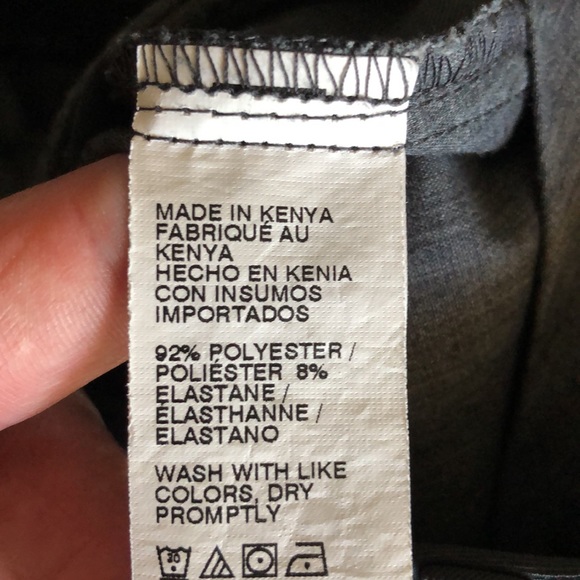 MADE IN KENYA
FABRIQUÉ AU
KENYA
HECHO EN KENIA
CON INSUMOS
IMPORTADOS
92% POLYESTER /
POLIÉSTER 8%
ELASTANE /
ÉLASTHANNE /
ELASTANO
WASH WITH LIKE
COLORS, DRY
PROMPTLY
30